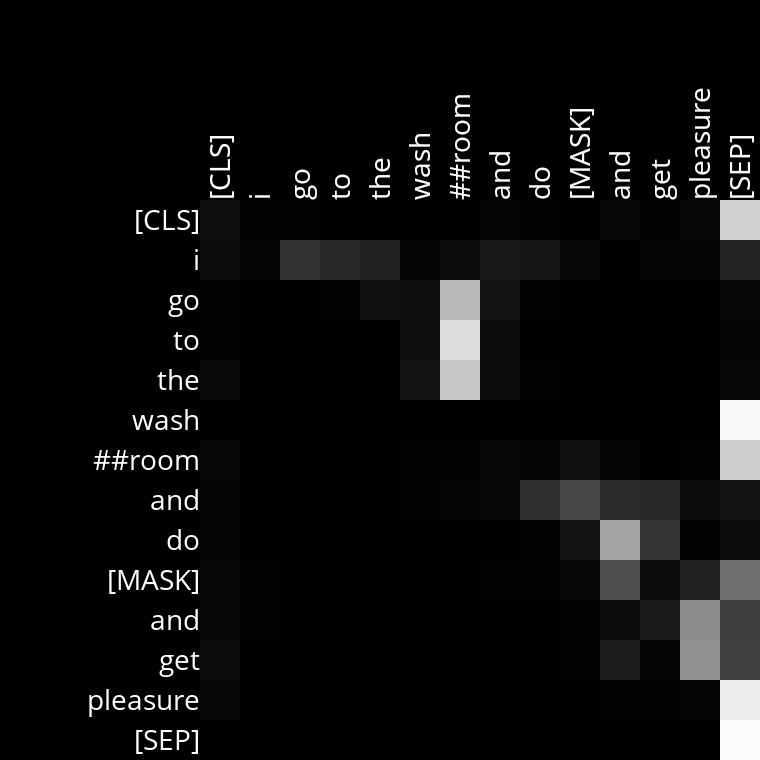 [CLS] i go to the wash ##room and do [MASK] and get pleasure [SEP]
[CLS]
i
go
to
the
wash
##room
and
do
[MASK]
and
get
pleasure
[SEP]